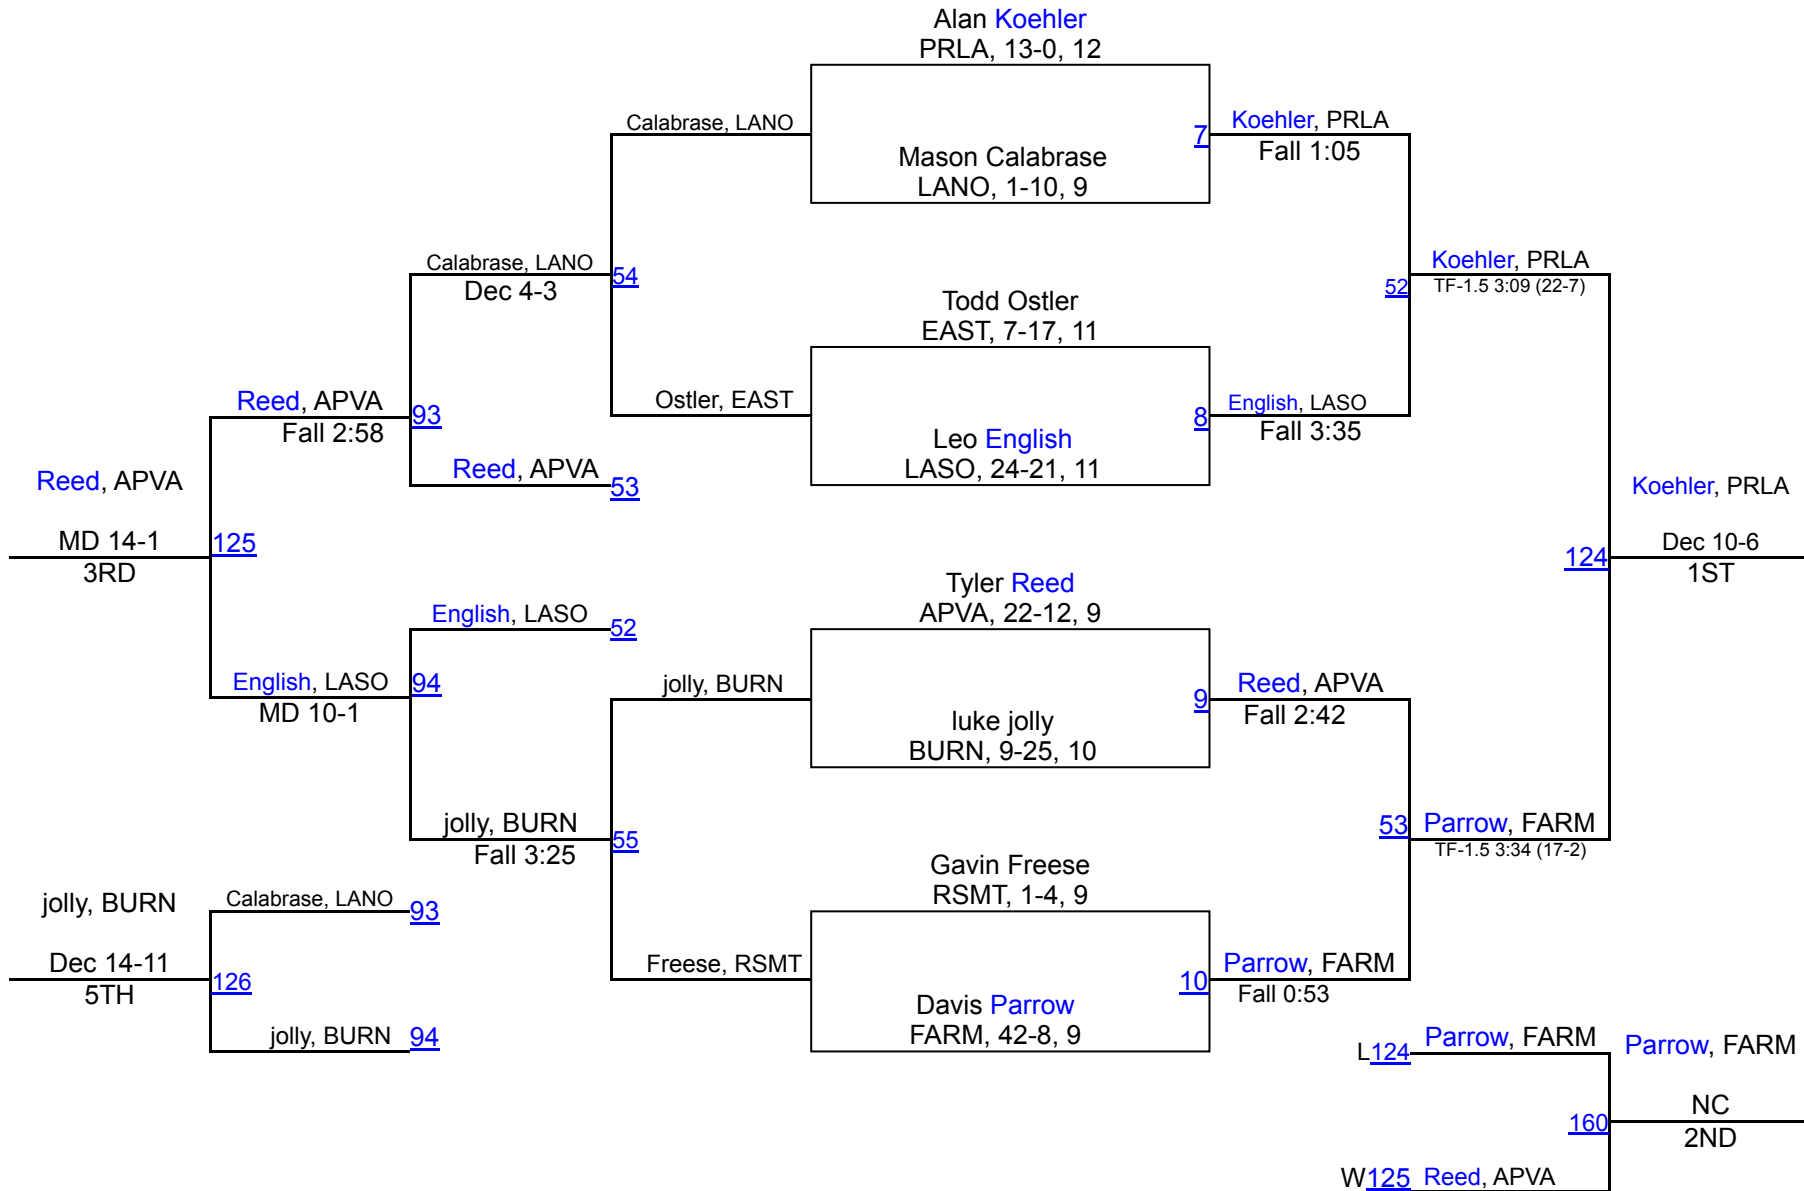 Alan Koehler
PRLA, 13-0, 12
Calabrase, LANO
7
Koehler, PRLA
Fall 1:05
Mason Calabrase
LANO, 1-10, 9
Calabrase, LANO
Dec 4-3
54
Koehler, PRLA
TF-1.5 3:09 (22-7)
52
Todd Ostler
EAST, 7-17, 11
Ostler, EAST
8
English, LASO
Fall 3:35
Leo English
LASO, 24-21, 11
Reed, APVA
Fall 2:58
93
Reed, APVA
53
Reed, APVA
MD 14-1
3RD
125
Koehler, PRLA
Dec 10-6
1ST
124
Tyler Reed
APVA, 22-12, 9
English, LASO
52
English, LASO
MD 10-1
94
jolly, BURN
9
Reed, APVA
Fall 2:42
luke jolly
BURN, 9-25, 10
jolly, BURN
Fall 3:25
55
53
Parrow, FARM
TF-1.5 3:34 (17-2)
Gavin Freese
RSMT, 1-4, 9
Freese, RSMT
10
Parrow, FARM
Fall 0:53
Davis Parrow
FARM, 42-8, 9
jolly, BURN
Dec 14-11
5TH
Calabrase, LANO
93
126
jolly, BURN
94
L124
Parrow, FARM
Parrow, FARM
NC
2ND
160
W125
Reed, APVA